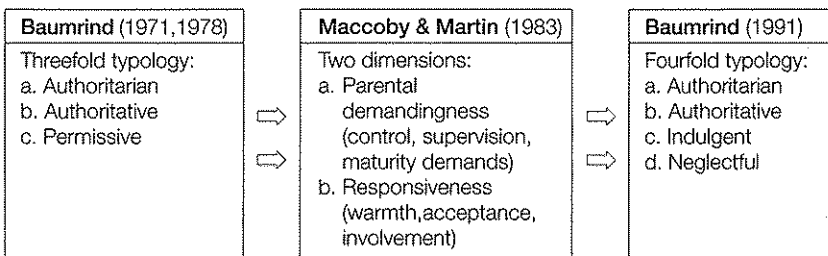 Baumrind (1971,1978)
Threefold typology:
a. Authoritarian
b. Authoritative
c. Permissive
Maccoby & Martin (1983)
Two dimensions:
a. Parental
demandingness
(control, supervision,
maturity demands)
b. Responsiveness
(warmth,acceptance,
involvement)
Baumrind (1991)
Fourfold typology:
a. Authoritarian
b. Authoritative
c. Indulgent
d. Neglectful